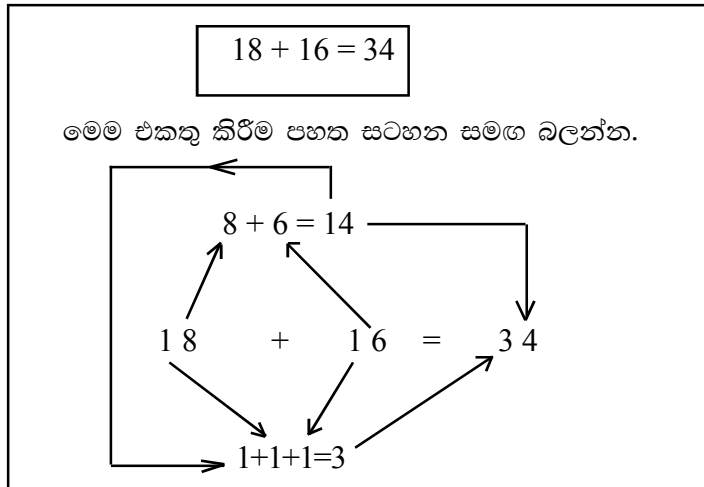 18 + 16 = 34
මෙම එකතු කිරීම පහත සටහන සමඟ බලන්න.
8 + 6 = 14
1 8 + 1 6 = 3 4
1+1+1=3